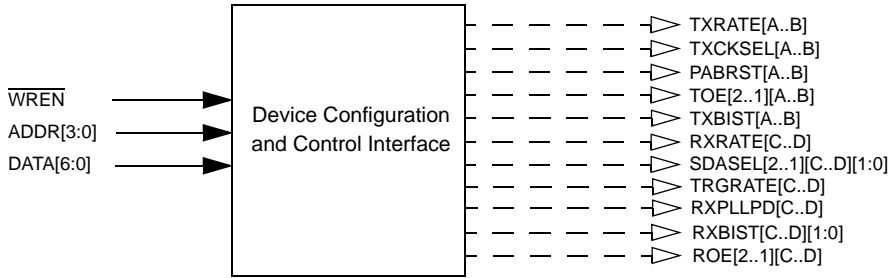 WREN
ADDR[3:0]
DATA[6:0]
Device Configuration
and Control Interface
TXRATE[A..B]
TXCKSEL[A..B]
PABRST[A..B]
TOE[2..1][A..B]
TXBIST[A..B]
RXRATE[C..D]
SDASEL[2..1][C..D][1:0]
TRGRATE[C..D]
RXPLLPD[C..D]
RXBIST[C..D][1:0]
ROE[2..1][C..D]